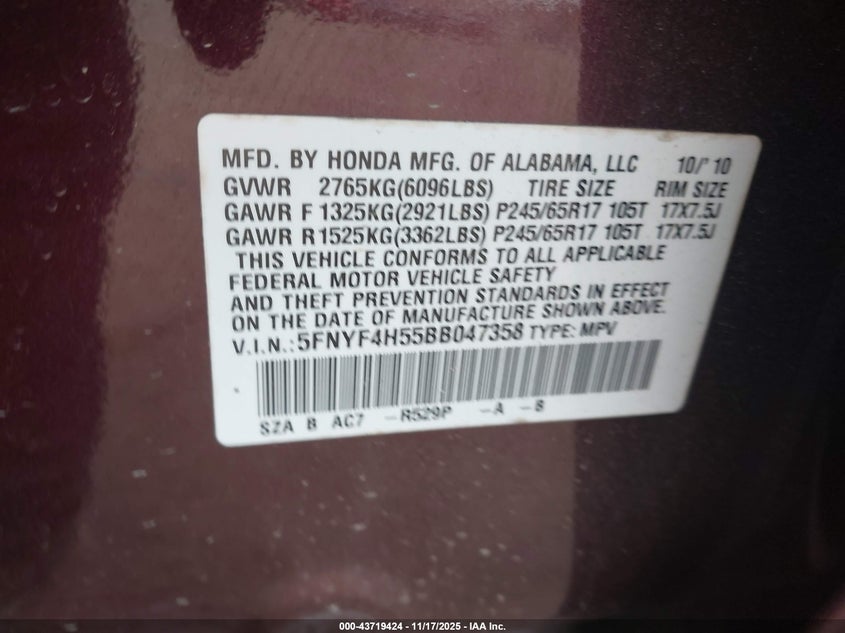 MFD. BY HONDA MFG. OF ALABAMA, LLC 10/'10
GVWR 2765KG(6096LBS) TIRE SIZE RIM SIZE
GAWR F 1325KG(2921LBS) P245/65R17 105T 17X7.5J
GAWR R 1525KG(3362LBS) P245/65R17 105T 17X7.5J
THIS VEHICLE CONFORMS TO ALL APPLICABLE
FEDERAL MOTOR VEHICLE SAFETY
AND THEFT PREVENTION STANDARDS IN EFFECT
ON THE DATE OF MANUFACTURE SHOWN ABOVE.
V.I.N.: 5FNYF4H55BB047358 TYPE: MPV
SZA B AC7 -R529P -A -B
000-43719424 - 11/17/2025 - IAA Inc.